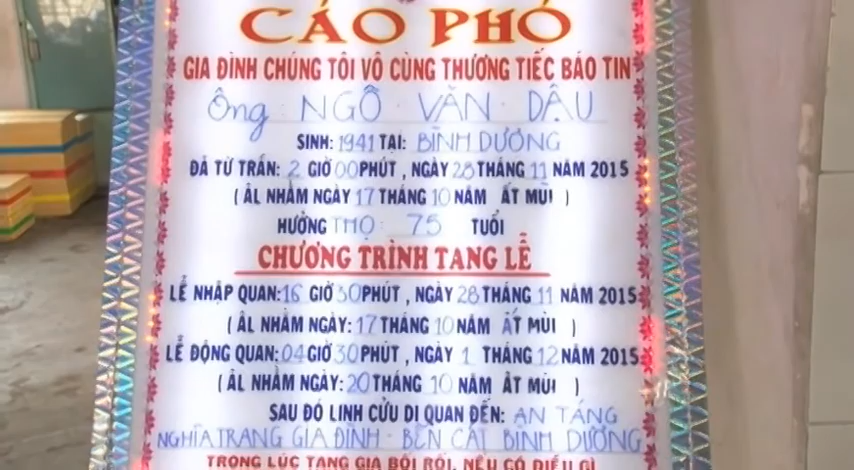 CÁO PHÓ
GIA ĐÌNH CHÚNG TÔI VÔ CÙNG THƯƠNG TIẾC BÁO TIN
Ông NGÔ VĂN DẬU
SINH: 1941 TẠI: BÌNH DƯƠNG
ĐÃ TỪ TRẦN: 2 GIỜ 00 PHÚT, NGÀY 28 THÁNG 11 NĂM 2015
(ÂL NHẰM NGÀY 17 THÁNG 10 NĂM ẤT MÙI )
HƯỞNG THỌ 75 TUỔI
CHƯƠNG TRÌNH TANG LỄ
LỄ NHẬP QUAN: 16 GIỜ 30 PHÚT, NGÀY 28 THÁNG 11 NĂM 2015
(ÂL NHẰM NGÀY: 17 THÁNG 10 NĂM ẤT MÙI )
LỄ ĐỘNG QUAN: 04 GIỜ 30 PHÚT, NGÀY 1 THÁNG 12 NĂM 2015
(ÂL NHẰM NGÀY: 20 THÁNG 10 NĂM ẤT MÙI )
SAU ĐÓ LINH CỬU DI QUAN ĐẾN: AN TÁNG
NGHĨA TRANG GIA ĐÌNH - BẾN CÁT BÌNH DƯƠNG
TRONG LÚC TANG GIA BỐI RỐI, NẾU CÓ ĐIỀU GÌ